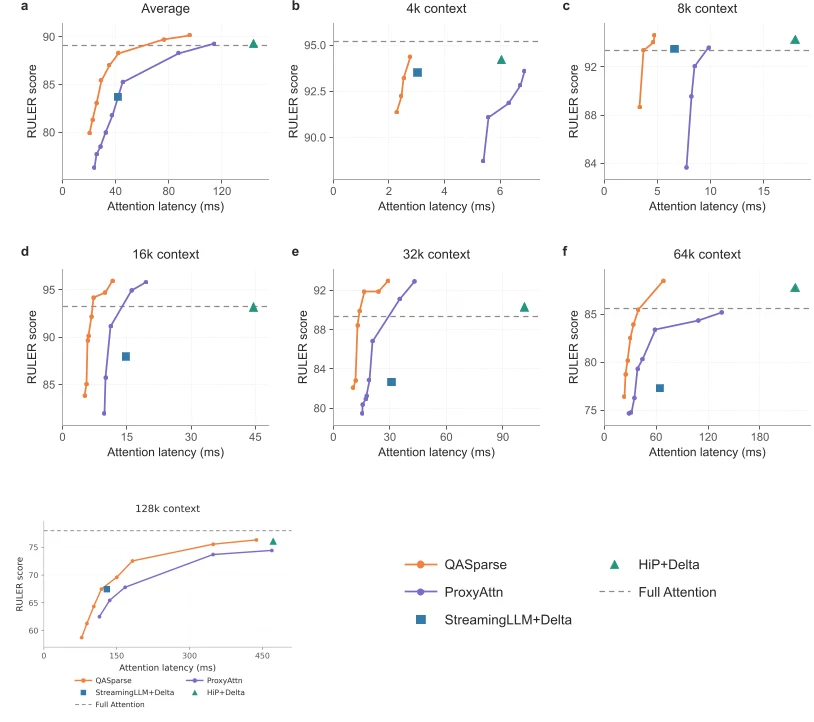 a
Average
b
4k context
c
8k context
RULER score
90
85
80
0
40
80
120
Attention latency (ms)
RULER score
95.0
92.5
90.0
0
2
4
6
Attention latency (ms)
RULER score
92
88
84
0
5
10
15
Attention latency (ms)
d
16k context
e
32k context
f
64k context
RULER score
95
90
85
0
15
30
45
Attention latency (ms)
RULER score
92
88
84
80
0
30
60
90
Attention latency (ms)
RULER score
85
80
75
0
60
120
180
Attention latency (ms)
128k context
RULER score
75
70
65
60
0
150
300
450
Attention latency (ms)
QASparse
ProxyAttn
StreamingLLM+Delta
HiP+Delta
Full Attention
QASparse
HiP+Delta
ProxyAttn
Full Attention
StreamingLLM+Delta